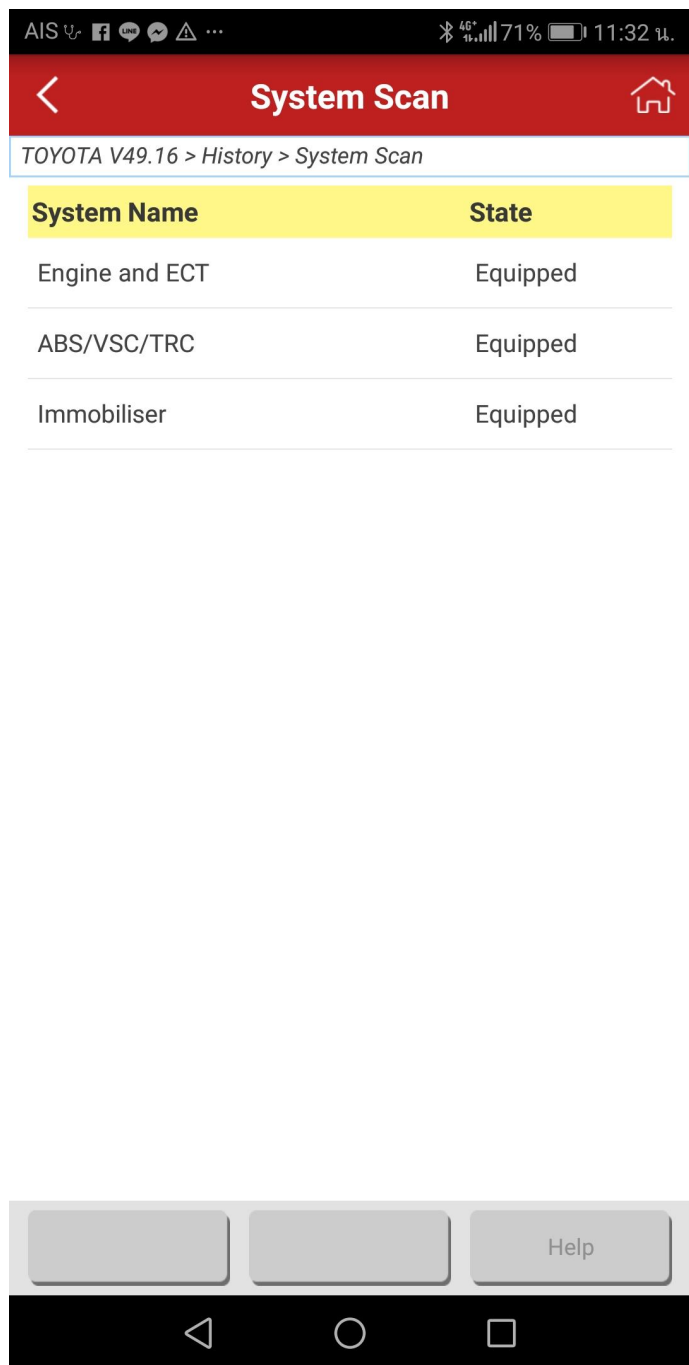 AIS ... 4G+ 71% 11:32 น.
System Scan
TOYOTA V49.16 > History > System Scan
System Name State
Engine and ECT Equipped
ABS/VSC/TRC Equipped
Immobiliser Equipped
Help